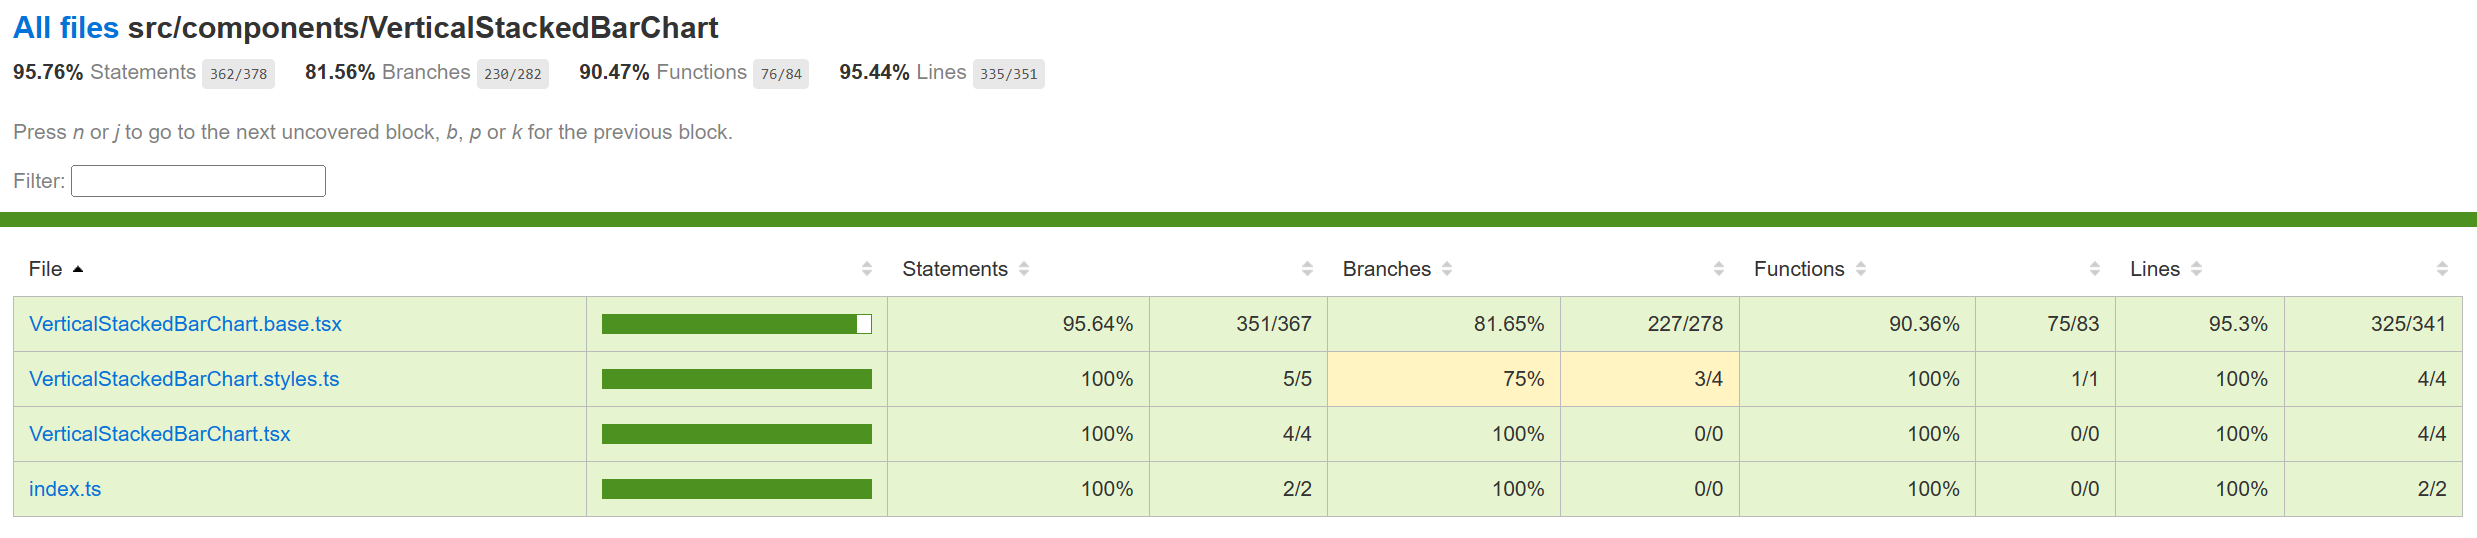 All files src/components/VerticalStackedBarChart
95.76% Statements 362/378 81.56% Branches 230/282 90.47% Functions 76/84 95.44% Lines 335/351
Press n or j to go to the next uncovered block, b, p or k for the previous block.
Filter:
File Statements Branches Functions Lines
VerticalStackedBarChart.base.tsx 95.64% 351/367 81.65% 227/278 90.36% 75/83 95.3% 325/341
VerticalStackedBarChart.styles.ts 100% 5/5 75% 3/4 100% 1/1 100% 4/4
VerticalStackedBarChart.tsx 100% 4/4 100% 0/0 100% 0/0 100% 4/4
index.ts 100% 2/2 100% 0/0 100% 0/0 100% 2/2